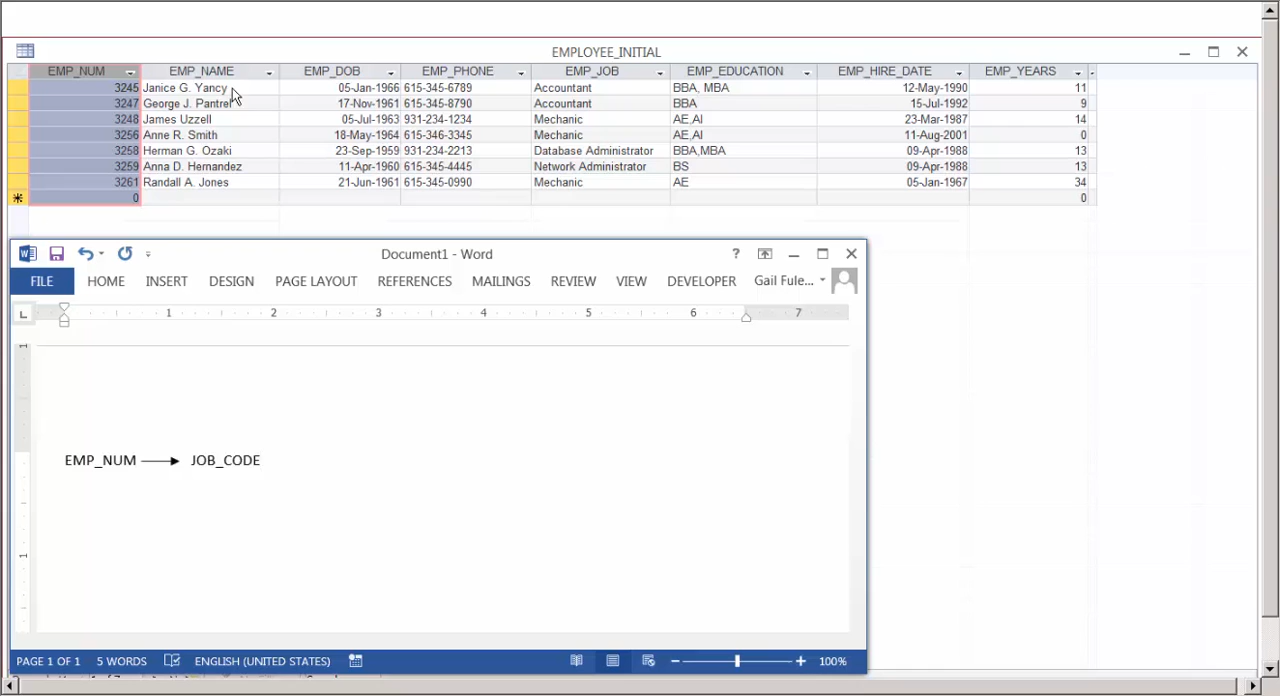 EMPLOYEE_INITIAL
EMP_NUM EMP_NAME EMP_DOB EMP_PHONE EMP_JOB EMP_EDUCATION EMP_HIRE_DATE EMP_YEARS
3245 Janice G. Yancy 05-Jan-1966 615-345-6789 Accountant BBA, MBA 12-May-1990 11
3247 George J. Pantrel 17-Nov-1961 615-345-8790 Accountant BBA 15-Jul-1992 9
3248 James Uzzell 05-Jul-1963 931-234-1234 Mechanic AE,AI 23-Mar-1987 14
3256 Anne R. Smith 18-May-1964 615-346-3345 Mechanic AE,AI 11-Aug-2001 0
3258 Herman G. Ozaki 23-Sep-1959 931-234-2213 Database Administrator BBA,MBA 09-Apr-1988 13
3259 Anna D. Hernandez 11-Apr-1960 615-345-4445 Network Administrator BS 09-Apr-1988 13
3261 Randall A. Jones 21-Jun-1961 615-345-0990 Mechanic AE 05-Jan-1967 34
0 0
Document1 - Word
FILE HOME INSERT DESIGN PAGE LAYOUT REFERENCES MAILINGS REVIEW VIEW DEVELOPER Gail Fule...
1 2 3 4 5 6 7
EMP_NUM JOB_CODE
PAGE 1 OF 1 5 WORDS ENGLISH (UNITED STATES) 100%